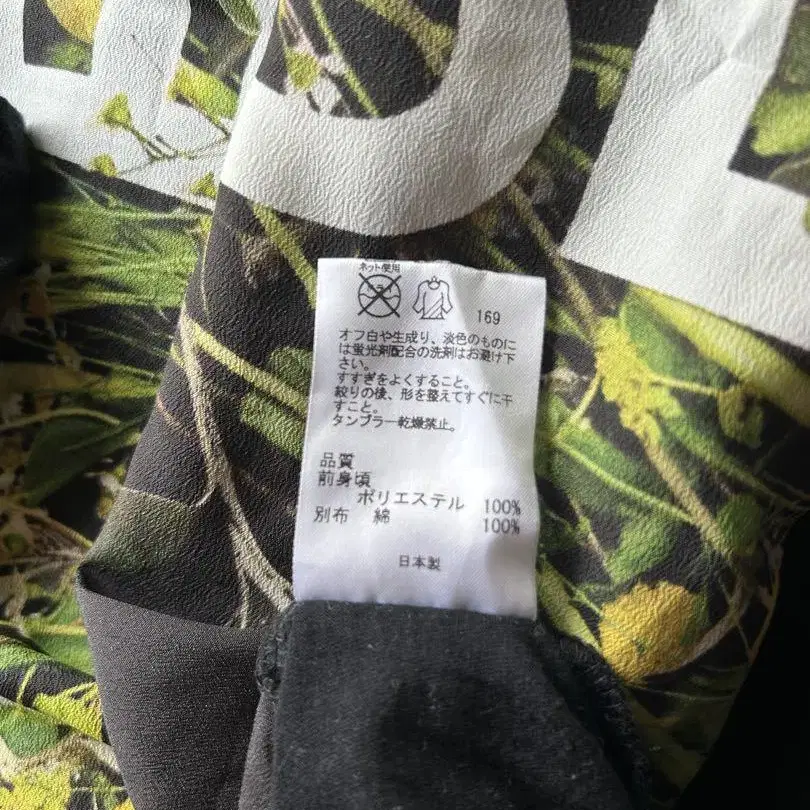 ネット使用
169
オフ白や生成り、淡色のものに
は蛍光剤配合の洗剤はお避け下
さい。
すすぎをよくすること。
絞りの後、形を整えてすぐに干
すこと。
タンブラー乾燥禁止。
品質
前身頃
ポリエステル 100%
別布 綿 100%
日本製